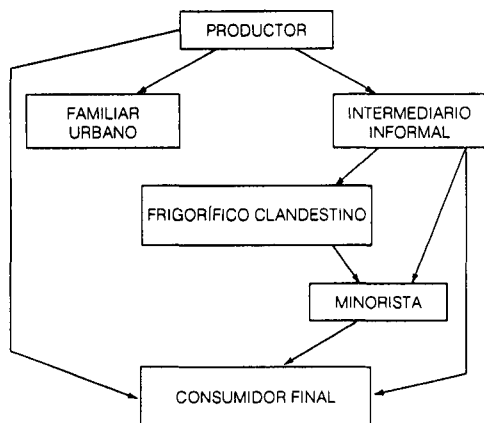 PRODUCTOR
FAMILIAR
URBANO
INTERMEDIARIO
INFORMAL
FRIGORÍFICO CLANDESTINO
MINORISTA
CONSUMIDOR FINAL